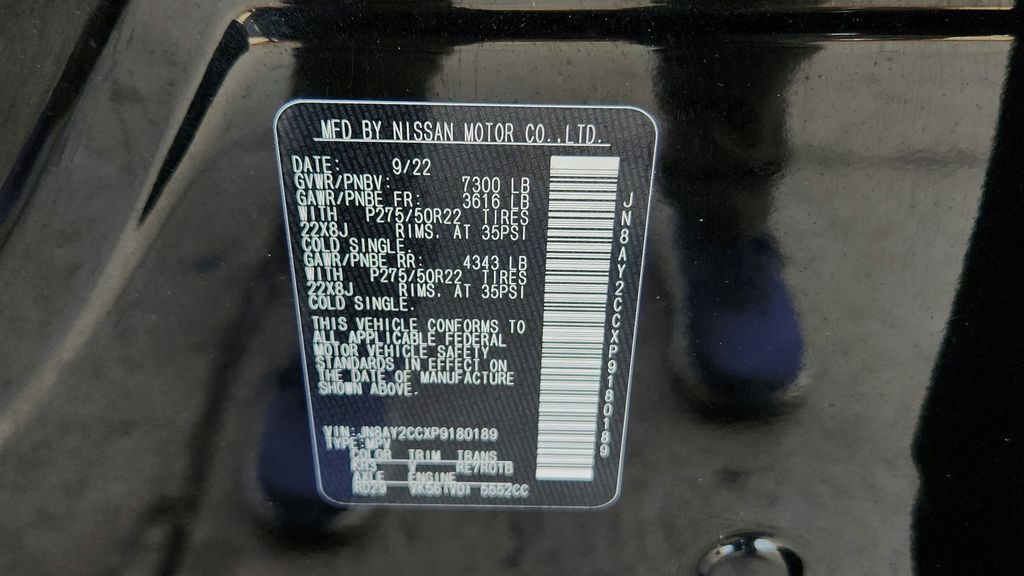 MFD BY NISSAN MOTOR CO.,LTD.
DATE: 9/22
GVWR/PNBV: 7300 LB
GAWR/PNBE FR: 3616 LB
WITH P275/50R22 TIRES
22X8J RIMS. AT 35PSI
COLD SINGLE.
GAWR/PNBE RR: 4343 LB
WITH P275/50R22 TIRES
22X8J RIMS. AT 35PSI
COLD SINGLE.
THIS VEHICLE CONFORMS TO
ALL APPLICABLE FEDERAL
MOTOR VEHICLE SAFETY
STANDARDS IN EFFECT ON
THE DATE OF MANUFACTURE
SHOWN ABOVE.
VIN: JN8AY2CCXP9180189
TYPE:MPV
COLOR TRIM TRANS
RE7R01B
AXLE ENGINE
5552CC
JN8AY2CCXP9180189